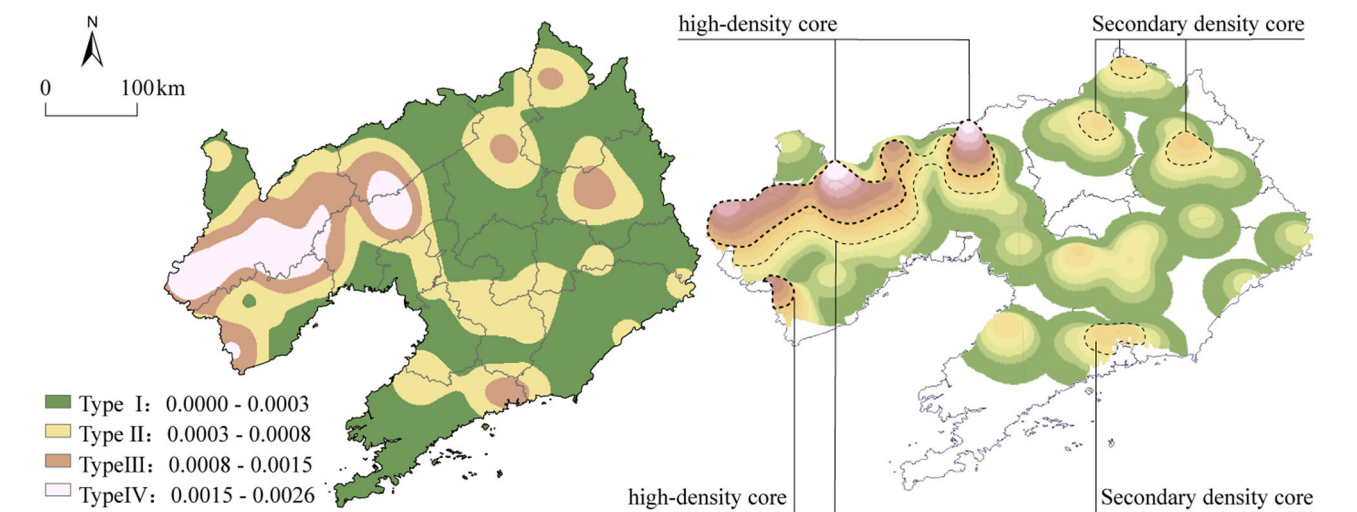 N
0 100km
high-density core
Secondary density core
Type I：0.0000 - 0.0003
Type II：0.0003 - 0.0008
TypeIII：0.0008 - 0.0015
TypeIV：0.0015 - 0.0026
high-density core
Secondary density core